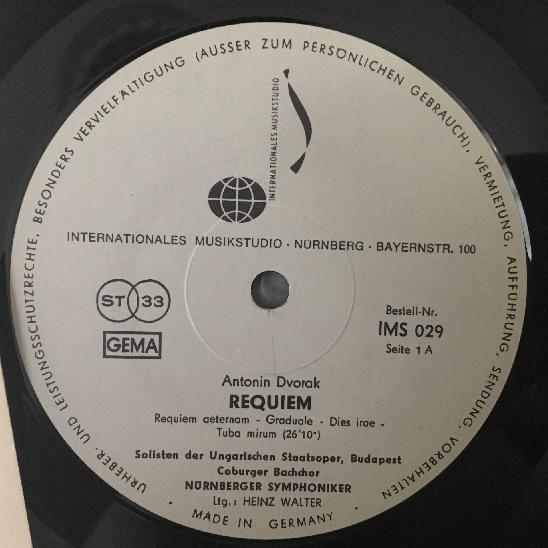 URHEBER- UND LEISTUNGSSCHUTZRECHTE, BESONDERS VERVIELFÄLTIGUNG (AUSSER ZUM PERSÖNLICHEN GEBRAUCH), VERMIETUNG, AUFFÜHRUNG, SENDUNG, VORBEHALTEN
INTERNATIONALES MUSIKSTUDIO
INTERNATIONALES MUSIKSTUDIO · NÜRNBERG · BAYERNSTR. 100
ST 33
GEMA
Bestell-Nr.
IMS 029
Seite 1 A
Antonin Dvorak
REQUIEM
Requiem aeternam - Graduale - Dies irae -
Tuba mirum (26'10")
Solisten der Ungarischen Staatsoper, Budapest
Coburger Bachchor
NÜRNBERGER SYMPHONIKER
Ltg.: HEINZ WALTER
· MADE IN GERMANY ·